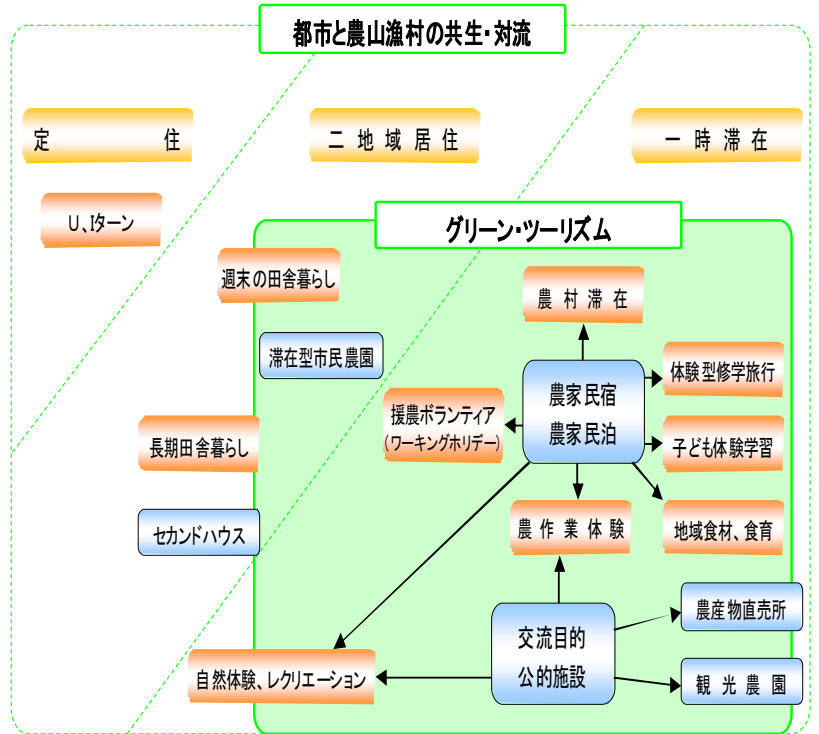 都市と農山漁村の共生・対流
定住
二地域居住
一時滞在
U、Iターン
グリーン・ツーリズム
週末の田舎暮らし
農村滞在
滞在型市民農園
農家民宿
農家民泊
体験型修学旅行
援農ボランティア
(ワーキングホリデー)
子ども体験学習
長期田舎暮らし
セカンドハウス
農作業体験
地域食材、食育
農産物直売所
交流目的
公的施設
自然体験、レクリエーション
観光農園